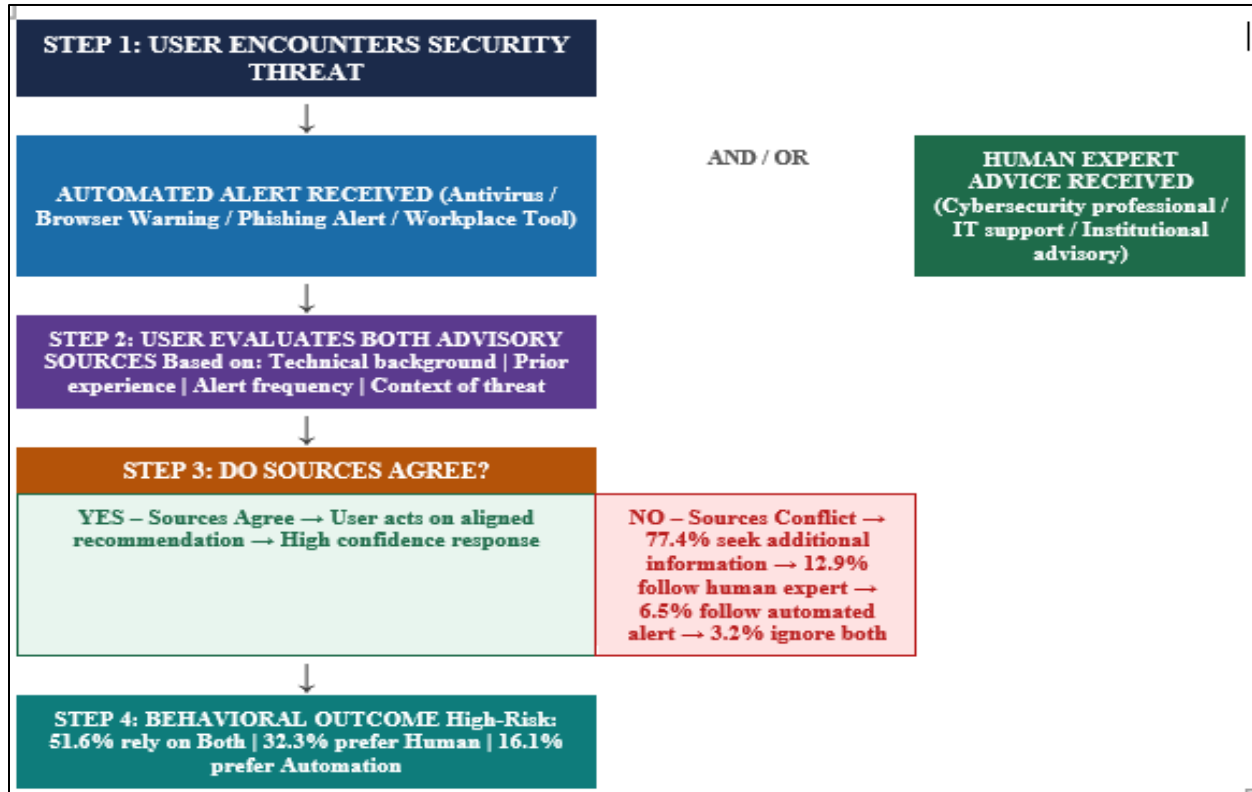 STEP 1: USER ENCOUNTERS SECURITY
THREAT
↓
AUTOMATED ALERT RECEIVED (Antivirus /
Browser Warning / Phishing Alert / Workplace Tool)
AND / OR
HUMAN EXPERT
ADVICE RECEIVED
(Cybersecurity professional /
IT support / Institutional
advisory)
↓
STEP 2: USER EVALUATES BOTH ADVISORY
SOURCES Based on: Technical background | Prior
experience | Alert frequency | Context of threat
↓
STEP 3: DO SOURCES AGREE?
YES – Sources Agree → User acts on aligned
recommendation → High confidence response
NO – Sources Conflict →
77.4% seek additional
information → 12.9%
follow human expert →
6.5% follow automated
alert → 3.2% ignore both
↓
STEP 4: BEHAVIORAL OUTCOME High-Risk:
51.6% rely on Both | 32.3% prefer Human | 16.1%
prefer Automation